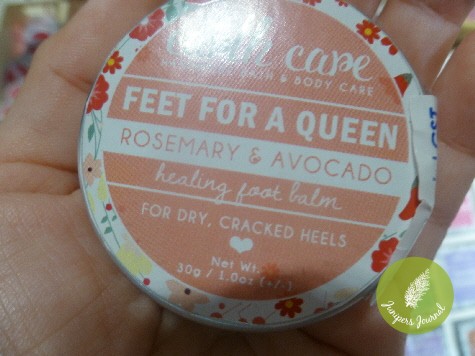 care
& BODY CARE
FEET FOR A QUEEN
ROSEMARY & AVOCADO
healing foot balm
FOR DRY, CRACKED HEELS
Net Wt.
30g / 1.0oz (+/-)
Junipers Journal